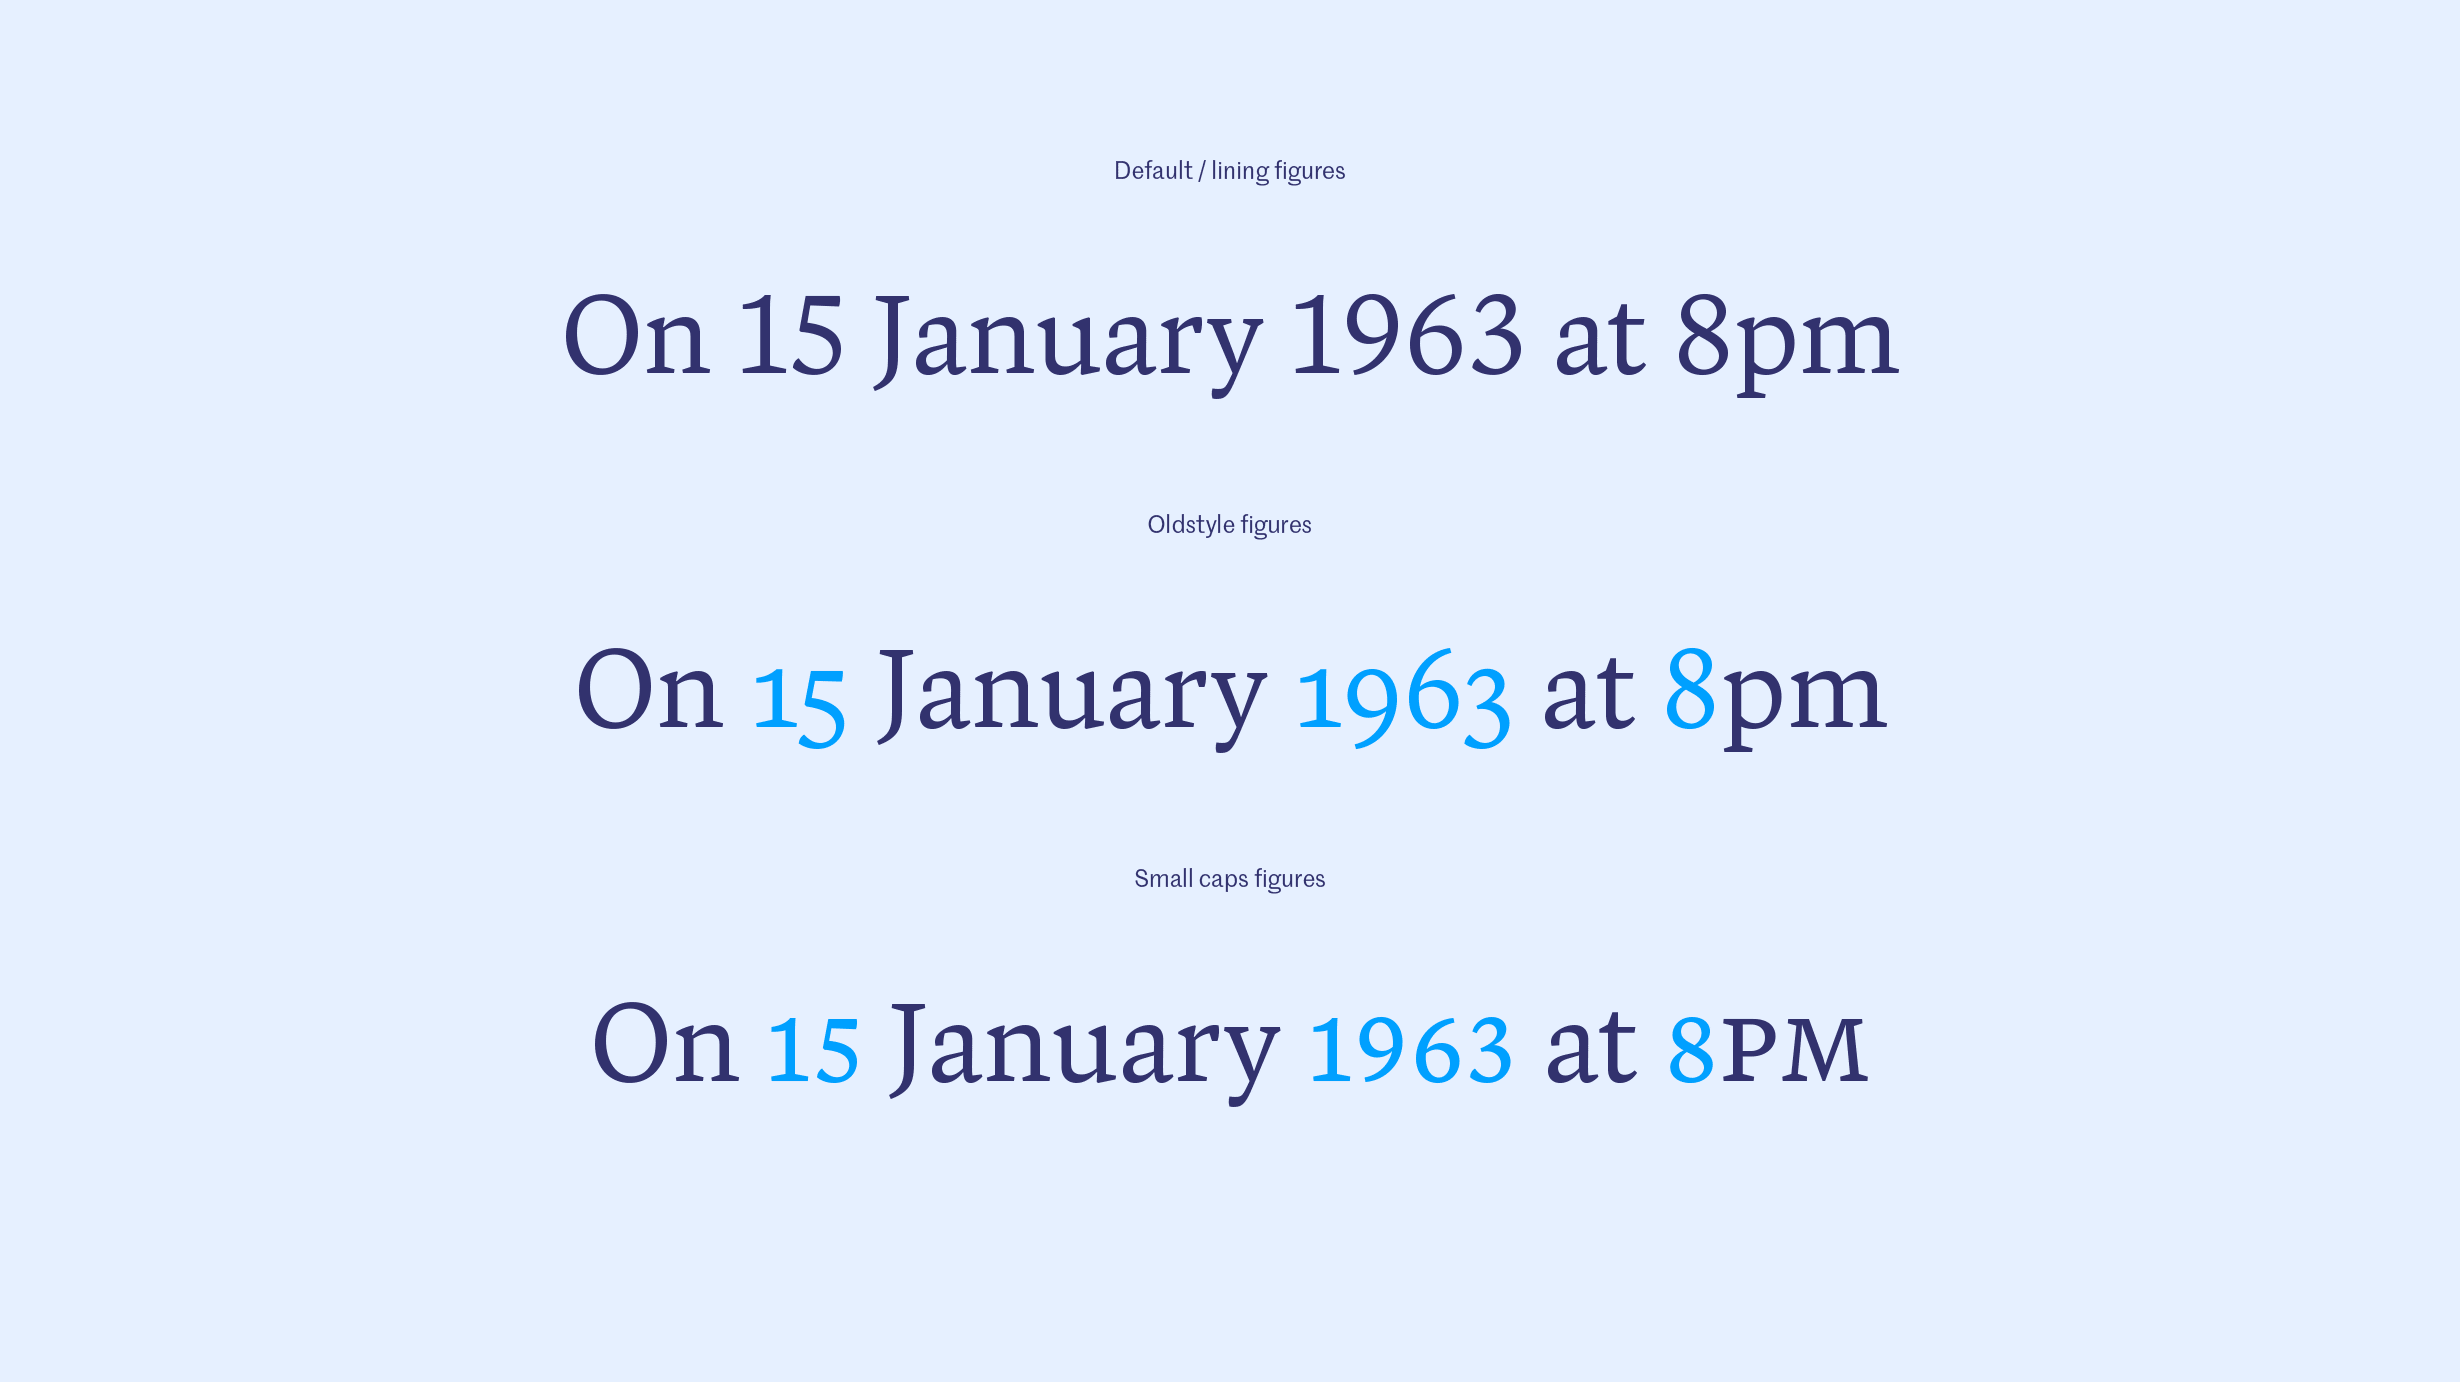 Default / lining figures
On 15 January 1963 at 8pm
Oldstyle figures
On 15 January 1963 at 8pm
Small caps figures
On 15 January 1963 at 8PM